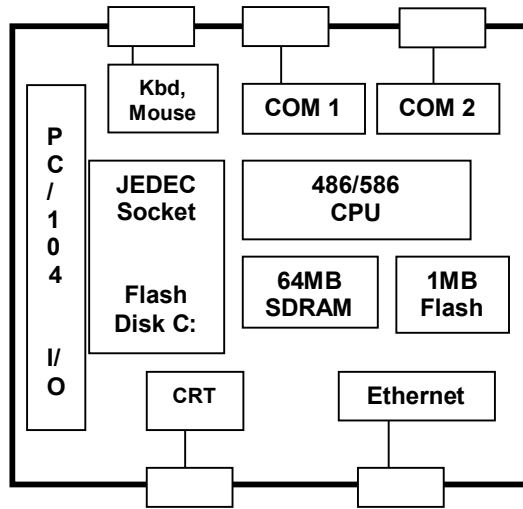 Kbd,
Mouse
COM 1
COM 2
P
C
/
1
0
4
I/
O
JEDEC
Socket
Flash
Disk C:
486/586
CPU
64MB
SDRAM
1MB
Flash
CRT
Ethernet